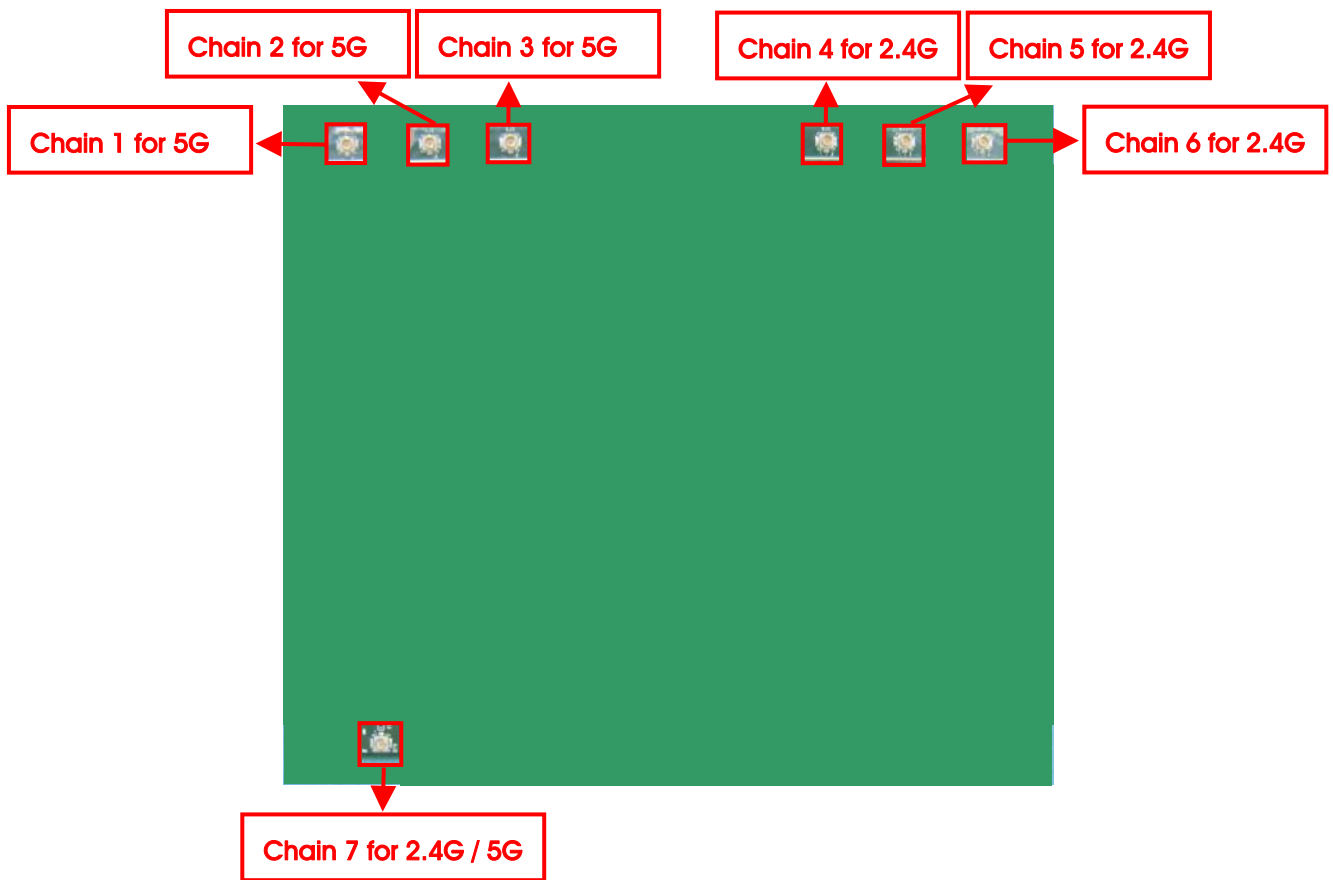 Chain 2 for 5G
Chain 3 for 5G
Chain 4 for 2.4G
Chain 5 for 2.4G
Chain 1 for 5G
Chain 6 for 2.4G
Chain 7 for 2.4G / 5G